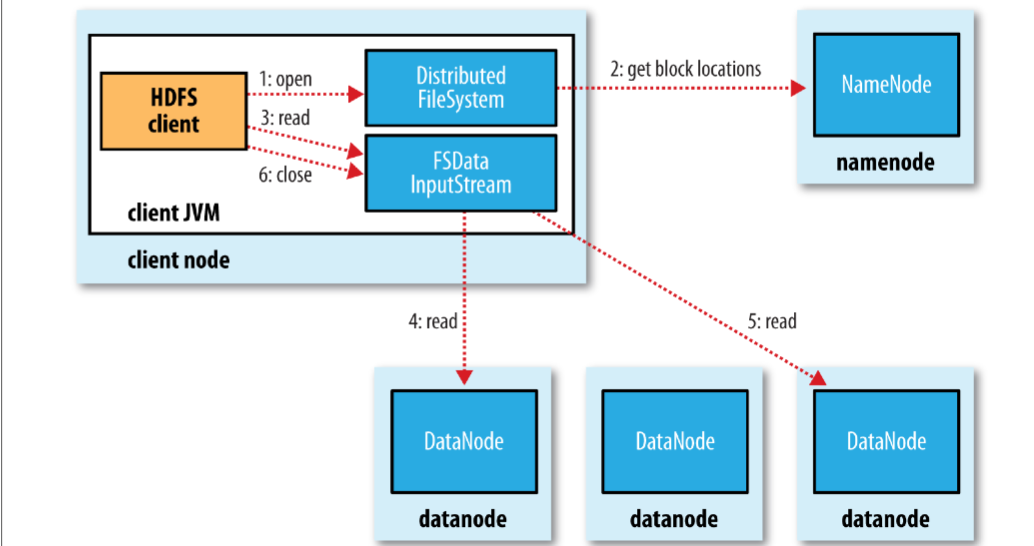 1: open
Distributed
FileSystem
2: get block locations
NameNode
namenode
HDFS
client
3: read
6: close
FSData
InputStream
client JVM
client node
4: read
5: read
DataNode
DataNode
DataNode
datanode
datanode
datanode